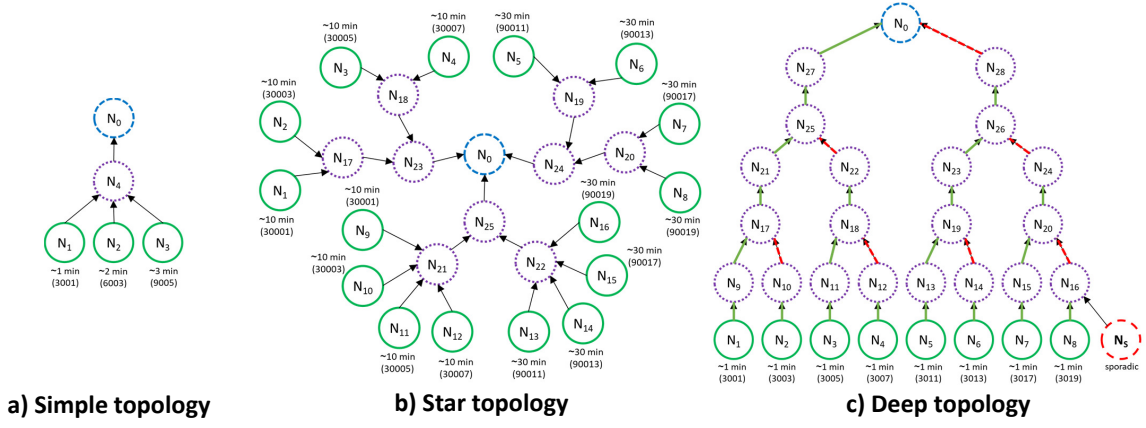 N0
N4
N1 N2 N3
~1 min ~2 min ~3 min
(3001) (6003) (9005)
a) Simple topology
~10 min
(30005)
~10 min
(30007)
~30 min
(90011)
~30 min
(90013)
N3 N4 N5 N6
~10 min
(30003)
N18 N19
~30 min
(90017)
N2 N7
N17 N23 N0 N24 N20
N1 N8
~10 min
(30001)
~30 min
(90019)
~10 min
(30001)
~30 min
(90019)
N9 N25 N16
~10 min
(30003)
N21 N22
~30 min
(90017)
N10 N15
N11 N12 N13 N14
~10 min
(30005)
~10 min
(30007)
~30 min
(90011)
~30 min
(90013)
b) Star topology
N0
N27 N28
N25 N26
N21 N22 N23 N24
N17 N18 N19 N20
N9 N10 N11 N12 N13 N14 N15 N16
N1 N2 N3 N4 N5 N6 N7 N8 NS
~1 min ~1 min ~1 min ~1 min ~1 min ~1 min ~1 min ~1 min sporadic
(3001) (3003) (3005) (3007) (3011) (3013) (3017) (3019)
c) Deep topology